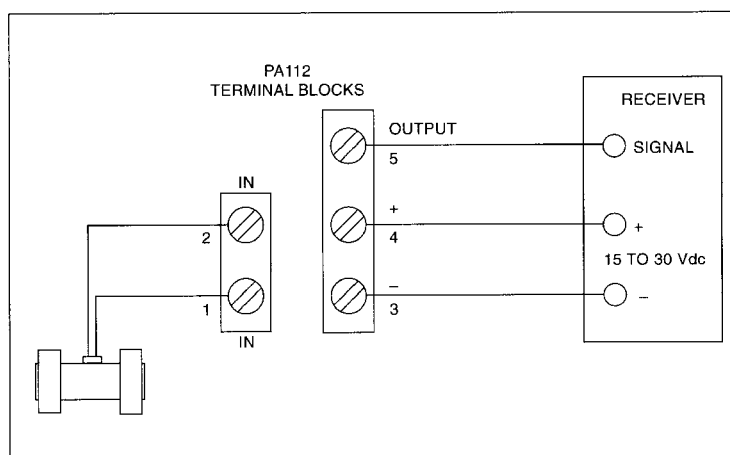 PA112
TERMINAL BLOCKS
RECEIVER
OUTPUT
5
SIGNAL
IN
2
+
4
+
15 TO 30 Vdc
1
–
3
–
IN